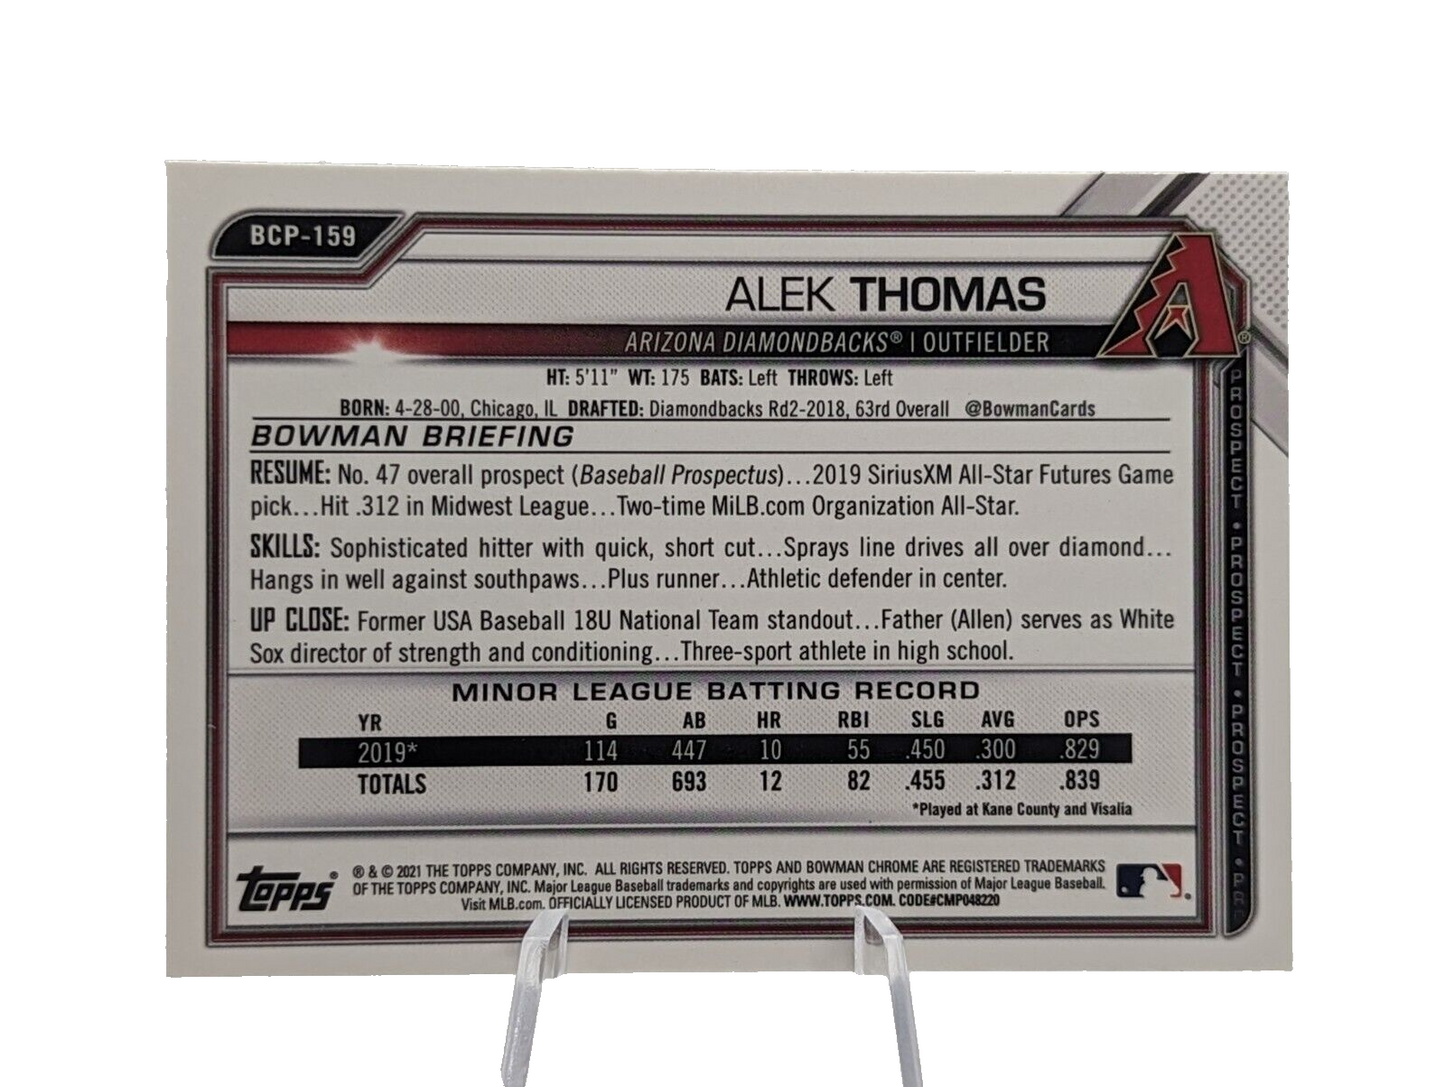 BCP-159
ALEK THOMAS
ARIZONA DIAMONDBACKS® | OUTFIELDER
HT: 5'11" WT: 175 BATS: Left THROWS: Left
BORN: 4-28-00, Chicago, IL DRAFTED: Diamondbacks Rd2-2018, 63rd Overall @BowmanCards
BOWMAN BRIEFING
RESUME: No. 47 overall prospect (Baseball Prospectus)...2019 SiriusXM All-Star Futures Game
pick...Hit .312 in Midwest League...Two-time MiLB.com Organization All-Star.
SKILLS: Sophisticated hitter with quick, short cut...Sprays line drives all over diamond...
Hangs in well against southpaws...Plus runner...Athletic defender in center.
UP CLOSE: Former USA Baseball 18U National Team standout...Father (Allen) serves as White
Sox director of strength and conditioning...Three-sport athlete in high school.
MINOR LEAGUE BATTING RECORD
YR G AB HR RBI SLG AVG OPS
2019* 114 447 10 55 .450 .300 .829
TOTALS 170 693 12 82 .455 .312 .839
*Played at Kane County and Visalia
Topps® ® & © 2021 THE TOPPS COMPANY, INC. ALL RIGHTS RESERVED. TOPPS AND BOWMAN CHROME ARE REGISTERED TRADEMARKS
OF THE TOPPS COMPANY, INC. Major League Baseball trademarks and copyrights are used with permission of Major League Baseball.
Visit MLB.com. OFFICIALLY LICENSED PRODUCT OF MLB. WWW.TOPPS.COM. CODE#CMP048220
PROSPECT • PROSPECT • PROSPECT • PR